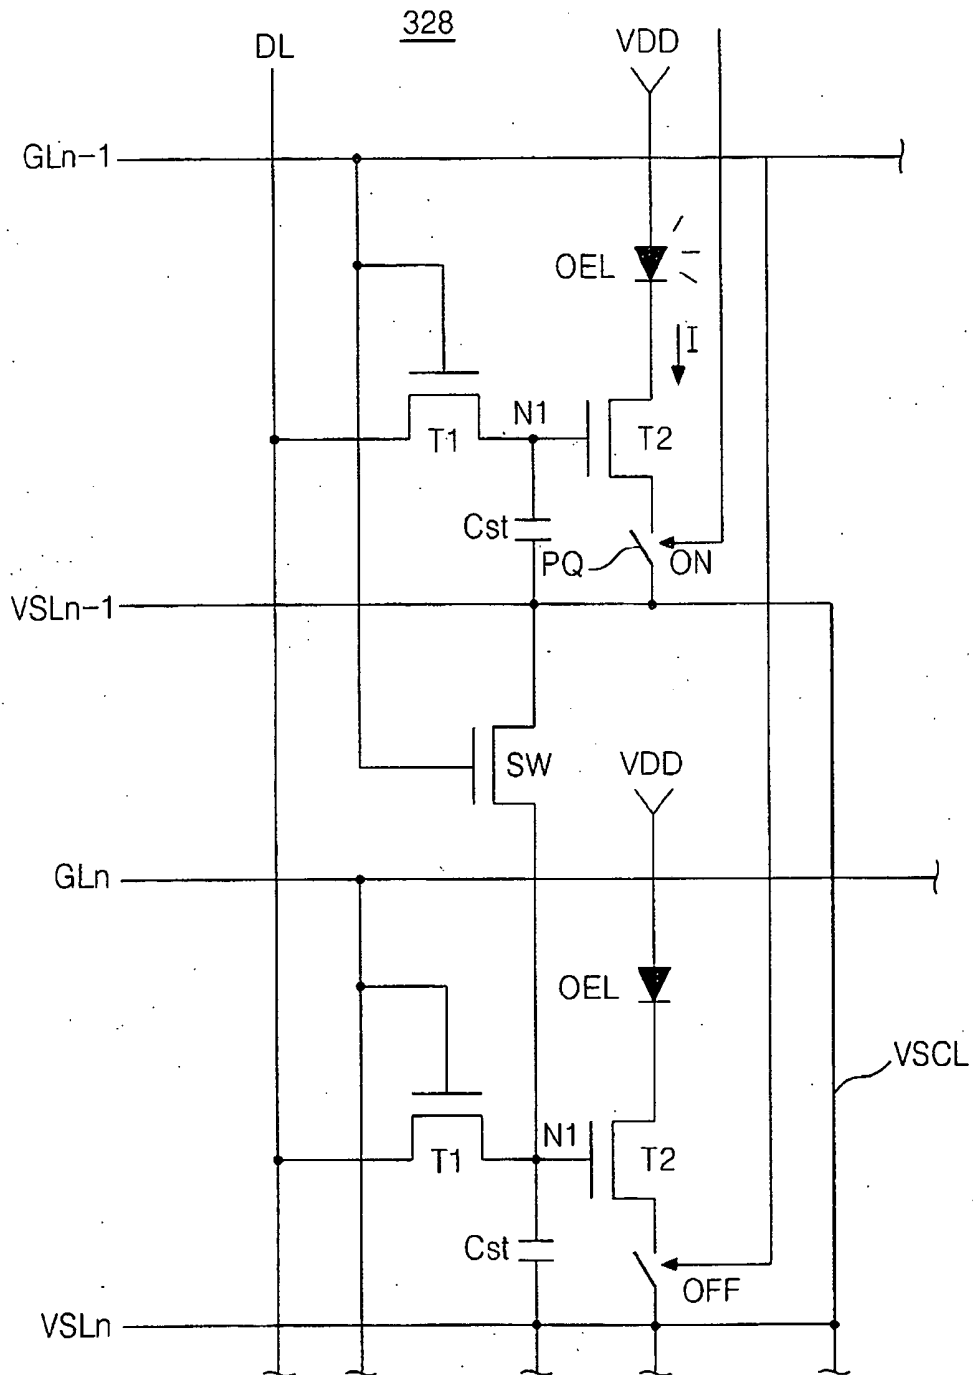 328
DL
VDD
GLn-1
OEL
I
N1
T1
T2
Cst
PQ
ON
VSLn-1
SW
VDD
GLn
OEL
VSCL
N1
T1
T2
Cst
OFF
VSLn